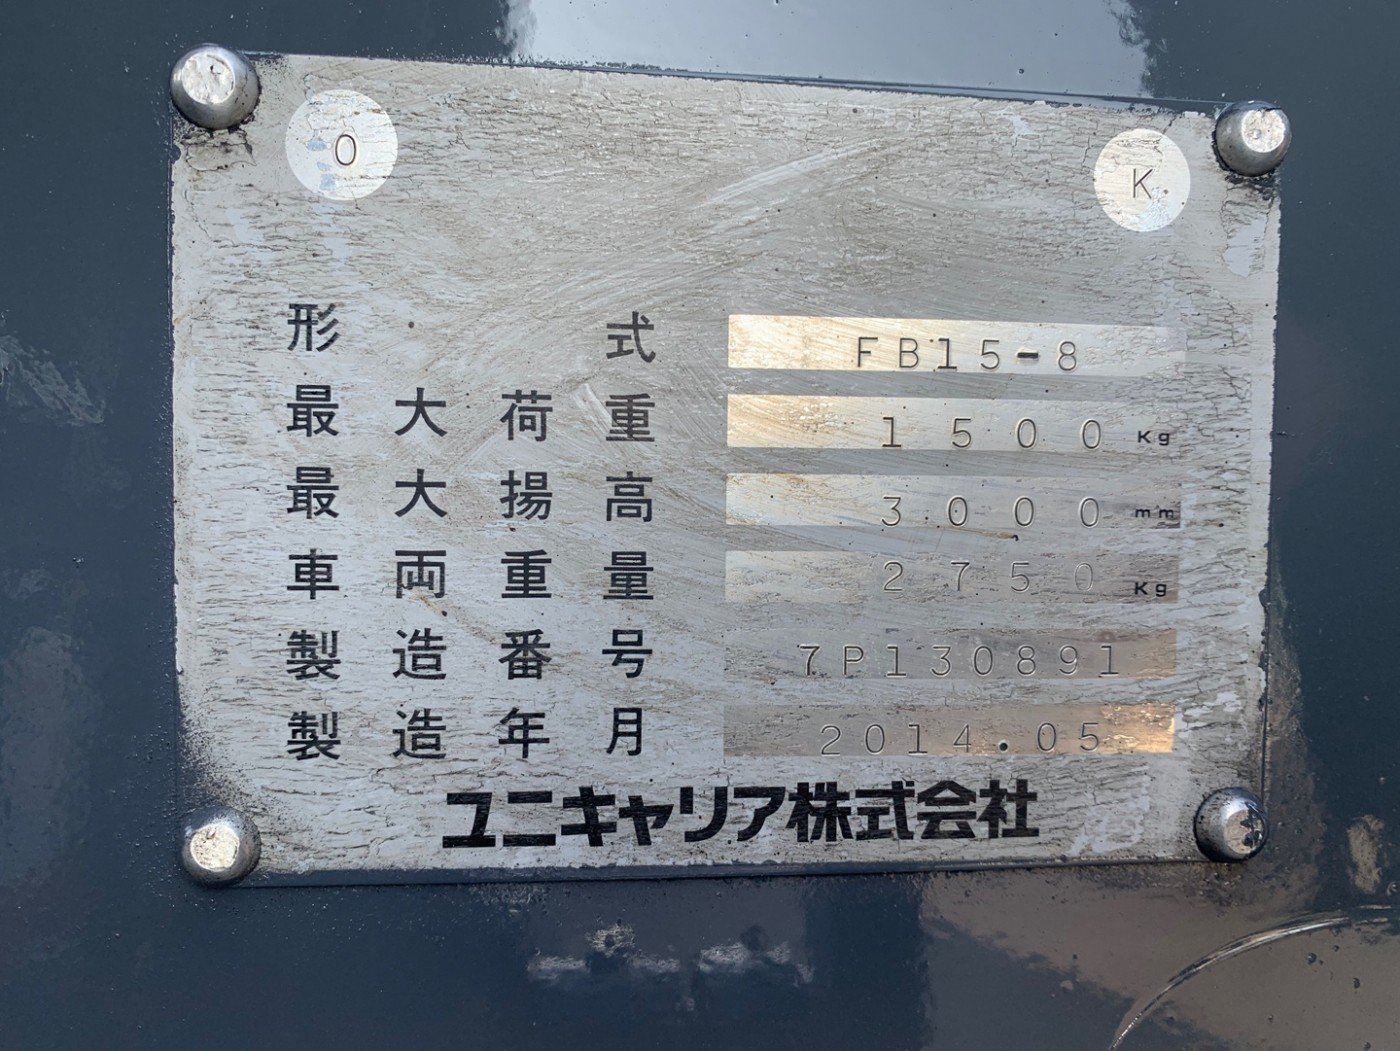 O K
形 式 FB15-8
最大荷重 1500 Kg
最大揚高 3000 mm
車両重量 2750 Kg
製造番号 7P130891
製造年月 2014.05
ユニキャリア株式会社